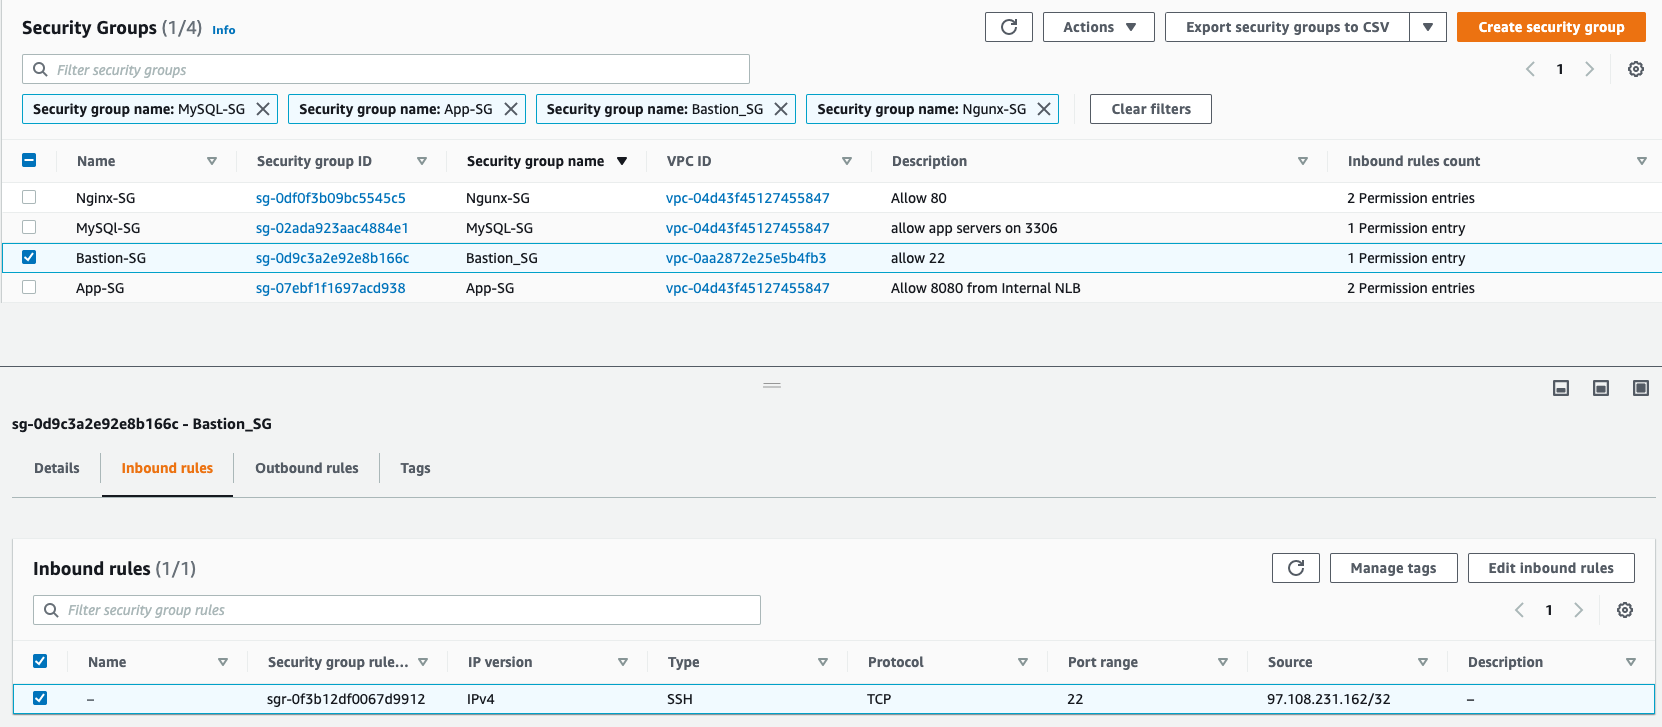 Security Groups (1/4) Info Actions Export security groups to CSV Create security group
Filter security groups 1
Security group name: MySQL-SG Security group name: App-SG Security group name: Bastion_SG Security group name: Ngunx-SG Clear filters
Name Security group ID Security group name VPC ID Description Inbound rules count
Nginx-SG sg-0df0f3b09bc5545c5 Ngunx-SG vpc-04d43f45127455847 Allow 80 2 Permission entries
MySQl-SG sg-02ada923aac4884e1 MySQL-SG vpc-04d43f45127455847 allow app servers on 3306 1 Permission entry
Bastion-SG sg-0d9c3a2e92e8b166c Bastion_SG vpc-0aa2872e25e5b4fb3 allow 22 1 Permission entry
App-SG sg-07ebf1f1697acd938 App-SG vpc-04d43f45127455847 Allow 8080 from Internal NLB 2 Permission entries
sg-0d9c3a2e92e8b166c - Bastion_SG
Details Inbound rules Outbound rules Tags
Inbound rules (1/1) Manage tags Edit inbound rules
Filter security group rules 1
Name Security group rule... IP version Type Protocol Port range Source Description
– sgr-0f3b12df0067d9912 IPv4 SSH TCP 22 97.108.231.162/32 –